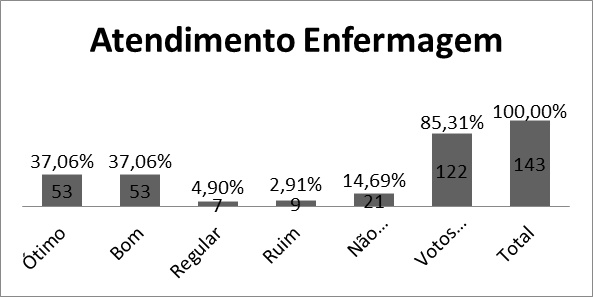 Atendimento Enfermagem
100,00%
85,31%
37,06% 37,06%
4,90% 2,91% 14,69%
53 53 7 9 21 122 143
Ótimo Bom Regular Ruim Não... Votos... Total